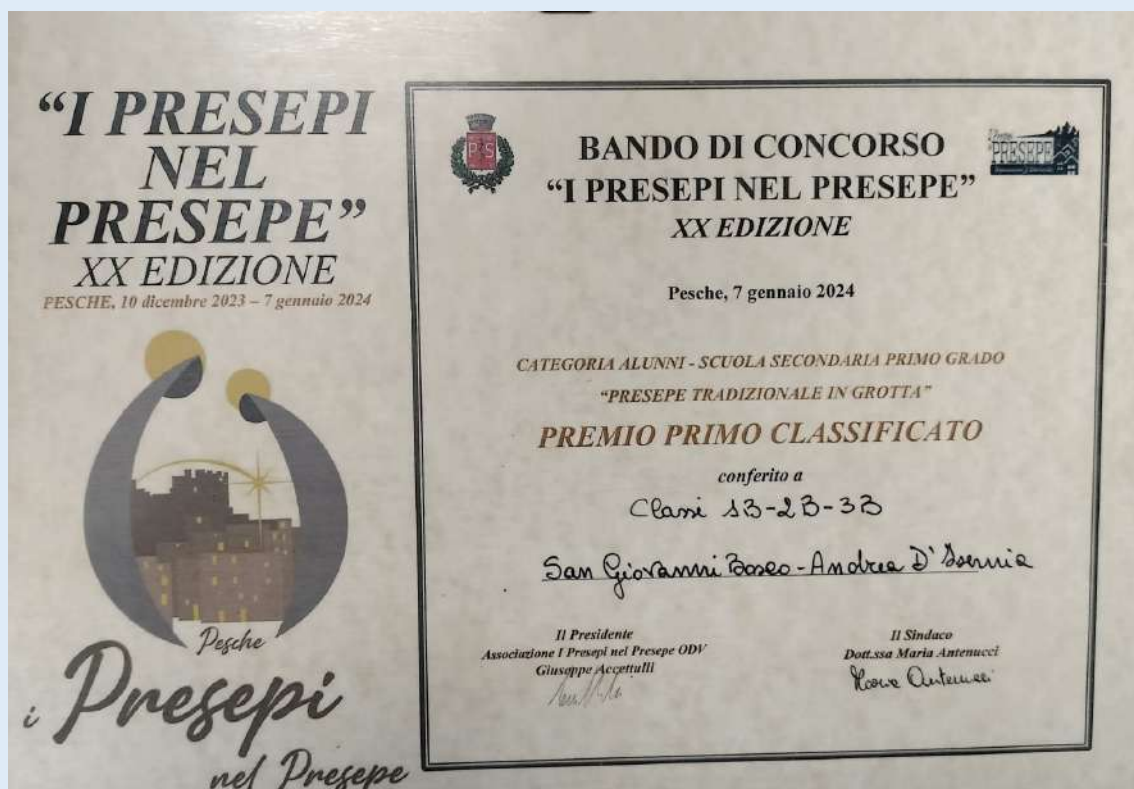 “I PRESEPI
NEL
PRESEPE”
XX EDIZIONE
PESCHE, 10 dicembre 2023 – 7 gennaio 2024
Pesche
i Presepi
nel Presepe
BANDO DI CONCORSO
“I PRESEPI NEL PRESEPE”
XX EDIZIONE
PRESEPE
Pesche, 7 gennaio 2024
CATEGORIA ALUNNI - SCUOLA SECONDARIA PRIMO GRADO
“PRESEPE TRADIZIONALE IN GROTTA”
PREMIO PRIMO CLASSIFICATO
conferito a
Classi 1B-2B-3B
San Giovanni Bosco-Andrea D'Isernia
Il Presidente
Associazione I Presepi nel Presepe ODV
Giuseppe Accettulli
Il Sindaco
Dott.ssa Maria Antenucci
Maria Antenucci